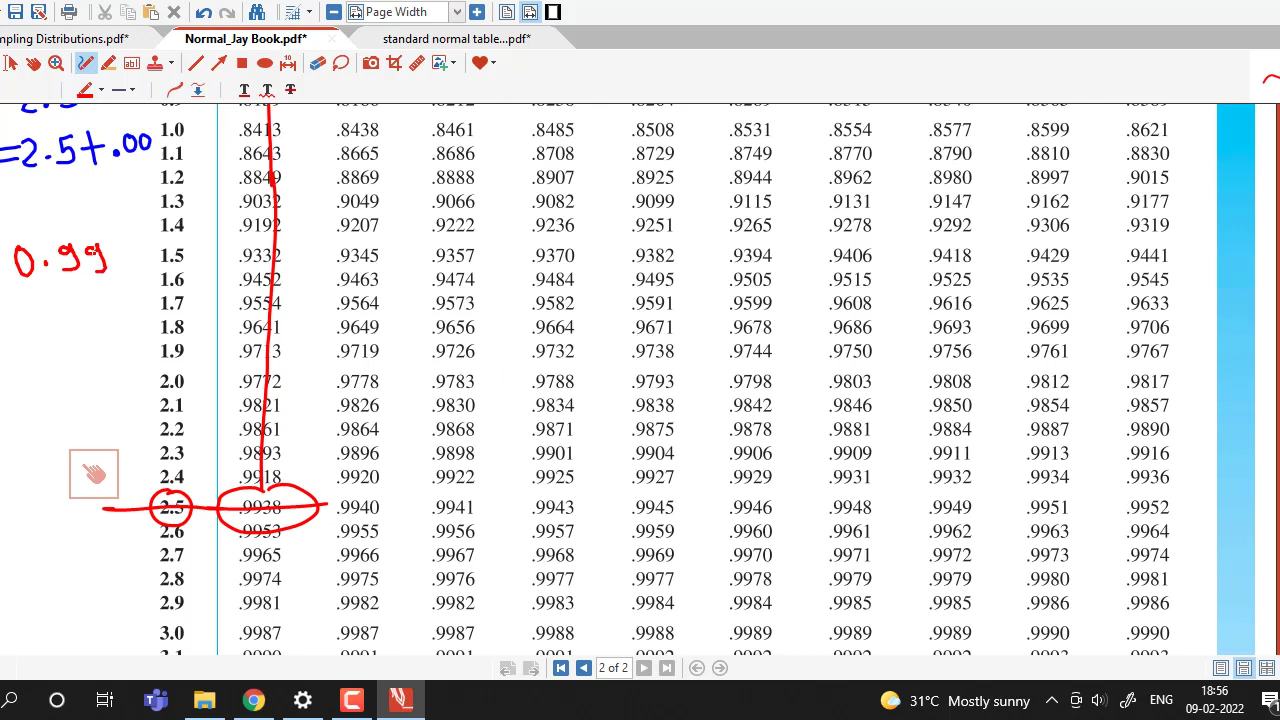 Page Width
mpling Distributions.pdf*
Normal_Jay Book.pdf*
standard normal table...pdf*
=2.5+.00
0.99
1.0 .8413 .8438 .8461 .8485 .8508 .8531 .8554 .8577 .8599 .8621
1.1 .8643 .8665 .8686 .8708 .8729 .8749 .8770 .8790 .8810 .8830
1.2 .8849 .8869 .8888 .8907 .8925 .8944 .8962 .8980 .8997 .9015
1.3 .9032 .9049 .9066 .9082 .9099 .9115 .9131 .9147 .9162 .9177
1.4 .9192 .9207 .9222 .9236 .9251 .9265 .9278 .9292 .9306 .9319
1.5 .9332 .9345 .9357 .9370 .9382 .9394 .9406 .9418 .9429 .9441
1.6 .9452 .9463 .9474 .9484 .9495 .9505 .9515 .9525 .9535 .9545
1.7 .9554 .9564 .9573 .9582 .9591 .9599 .9608 .9616 .9625 .9633
1.8 .9641 .9649 .9656 .9664 .9671 .9678 .9686 .9693 .9699 .9706
1.9 .9713 .9719 .9726 .9732 .9738 .9744 .9750 .9756 .9761 .9767
2.0 .9772 .9778 .9783 .9788 .9793 .9798 .9803 .9808 .9812 .9817
2.1 .9821 .9826 .9830 .9834 .9838 .9842 .9846 .9850 .9854 .9857
2.2 .9861 .9864 .9868 .9871 .9875 .9878 .9881 .9884 .9887 .9890
2.3 .9893 .9896 .9898 .9901 .9904 .9906 .9909 .9911 .9913 .9916
2.4 .9918 .9920 .9922 .9925 .9927 .9929 .9931 .9932 .9934 .9936
2.5 .9938 .9940 .9941 .9943 .9945 .9946 .9948 .9949 .9951 .9952
2.6 .9953 .9955 .9956 .9957 .9959 .9960 .9961 .9962 .9963 .9964
2.7 .9965 .9966 .9967 .9968 .9969 .9970 .9971 .9972 .9973 .9974
2.8 .9974 .9975 .9976 .9977 .9977 .9978 .9979 .9979 .9980 .9981
2.9 .9981 .9982 .9982 .9983 .9984 .9984 .9985 .9985 .9986 .9986
3.0 .9987 .9987 .9987 .9988 .9988 .9989 .9989 .9989 .9990 .9990
2 of 2
31°C Mostly sunny
ENG
18:56
09-02-2022